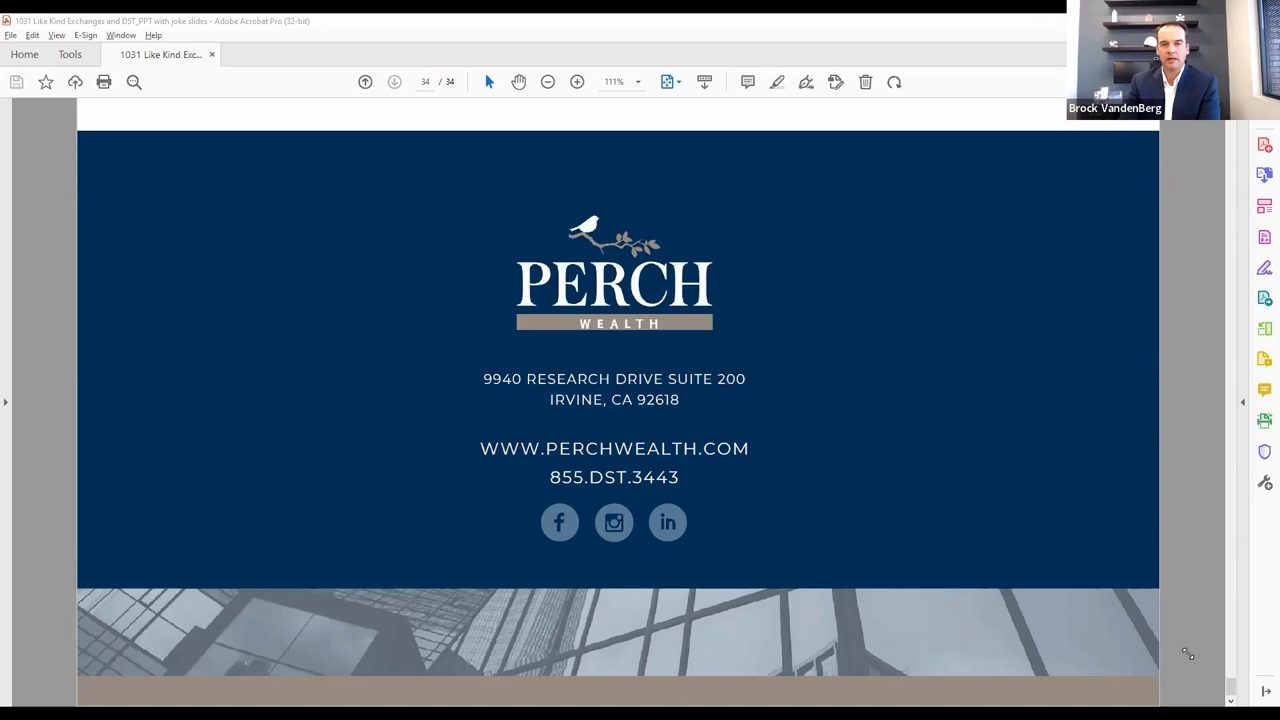 1031 Like Kind Exchanges and DST_PPT with joke slides - Adobe Acrobat Pro (32-bit)
File Edit View E-Sign Window Help
Home Tools 1031 Like Kind Exc... ×
34 / 34 111%
Brock VandenBerg
PERCH
WEALTH
9940 RESEARCH DRIVE SUITE 200
IRVINE, CA 92618
WWW.PERCHWEALTH.COM
855.DST.3443